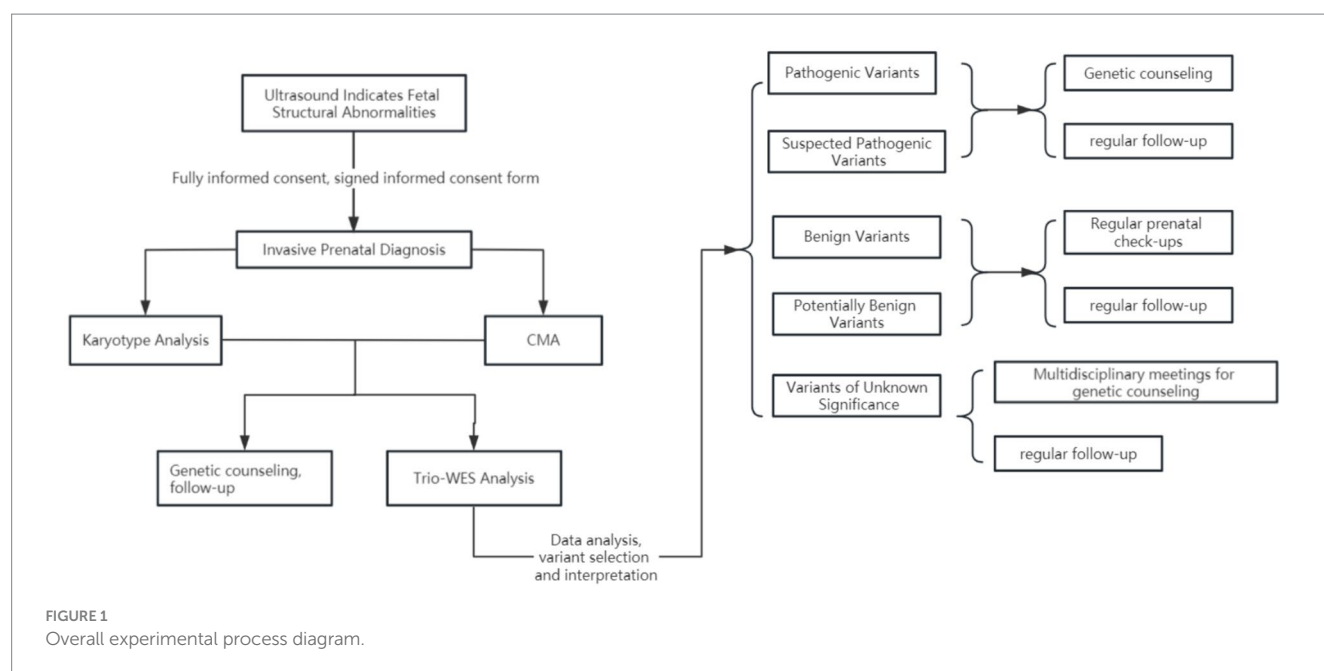 Ultrasound Indicates Fetal
Structural Abnormalities
Fully informed consent, signed informed consent form
Invasive Prenatal Diagnosis
Karyotype Analysis
CMA
Genetic counseling,
follow-up
Trio-WES Analysis
Data analysis,
variant selection
and interpretation
Pathogenic Variants
Suspected Pathogenic
Variants
Genetic counseling
regular follow-up
Benign Variants
Potentially Benign
Variants
Regular prenatal
check-ups
regular follow-up
Variants of Unknown
Significance
Multidisciplinary meetings for
genetic counseling
regular follow-up
FIGURE 1
Overall experimental process diagram.